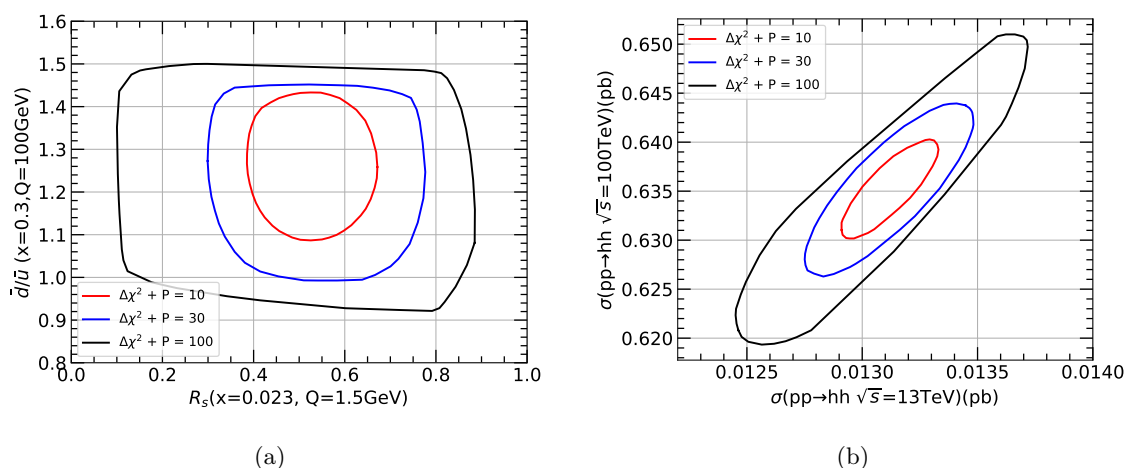 1.6
1.5
1.4
1.3
1.2
1.1
1.0
0.9
0.8
d̄/ū (x=0.3,Q=100GeV)
Δχ² + P = 10
Δχ² + P = 30
Δχ² + P = 100
0.0 0.2 0.4 0.6 0.8 1.0
R_s(x=0.023, Q=1.5GeV)
(a)
0.650
0.645
0.640
0.635
0.630
0.625
0.620
σ(pp→hh √s=100TeV)(pb)
Δχ² + P = 10
Δχ² + P = 30
Δχ² + P = 100
0.0125 0.0130 0.0135 0.0140
σ(pp→hh √s=13TeV)(pb)
(b)